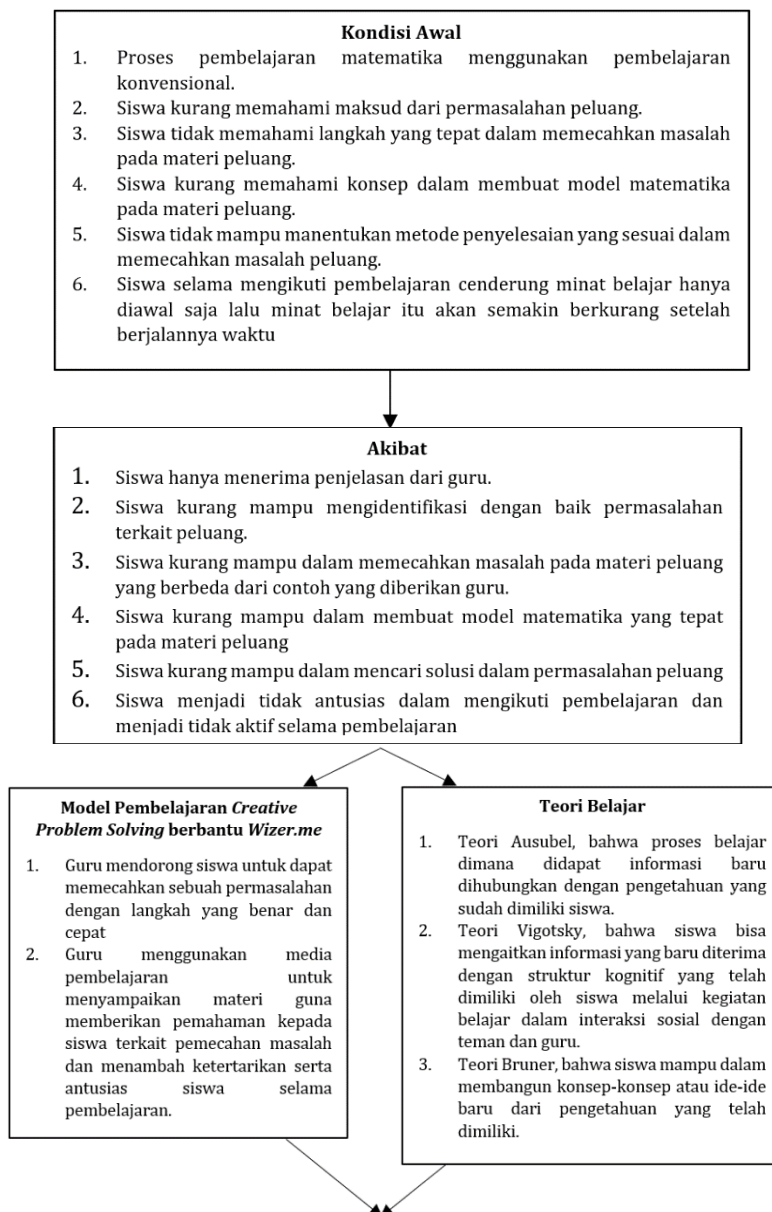 Kondisi Awal
1. Proses pembelajaran matematika menggunakan pembelajaran
konvensional.
2. Siswa kurang memahami maksud dari permasalahan peluang.
3. Siswa tidak memahami langkah yang tepat dalam memecahkan masalah
pada materi peluang.
4. Siswa kurang memahami konsep dalam membuat model matematika
pada materi peluang.
5. Siswa tidak mampu manentukan metode penyelesaian yang sesuai dalam
memecahkan masalah peluang.
6. Siswa selama mengikuti pembelajaran cenderung minat belajar hanya
diawal saja lalu minat belajar itu akan semakin berkurang setelah
berjalannya waktu
Akibat
1. Siswa hanya menerima penjelasan dari guru.
2. Siswa kurang mampu mengidentifikasi dengan baik permasalahan
terkait peluang.
3. Siswa kurang mampu dalam memecahkan masalah pada materi peluang
yang berbeda dari contoh yang diberikan guru.
4. Siswa kurang mampu dalam membuat model matematika yang tepat
pada materi peluang
5. Siswa kurang mampu dalam mencari solusi dalam permasalahan peluang
6. Siswa menjadi tidak antusias dalam mengikuti pembelajaran dan
menjadi tidak aktif selama pembelajaran
Model Pembelajaran Creative
Problem Solving berbantu Wizer.me
1. Guru mendorong siswa untuk dapat
memecahkan sebuah permasalahan
dengan langkah yang benar dan
cepat
2. Guru menggunakan media
pembelajaran untuk
menyampaikan materi guna
memberikan pemahaman kepada
siswa terkait pemecahan masalah
dan menambah ketertarikan serta
antusias siswa selama
pembelajaran.
Teori Belajar
1. Teori Ausubel, bahwa proses belajar
dimana didapat informasi baru
dihubungkan dengan pengetahuan yang
sudah dimiliki siswa.
2. Teori Vigotsky, bahwa siswa bisa
mengaitkan informasi yang baru diterima
dengan struktur kognitif yang telah
dimiliki oleh siswa melalui kegiatan
belajar dalam interaksi sosial dengan
teman dan guru.
3. Teori Bruner, bahwa siswa mampu dalam
membangun konsep-konsep atau ide-ide
baru dari pengetahuan yang telah
dimiliki.